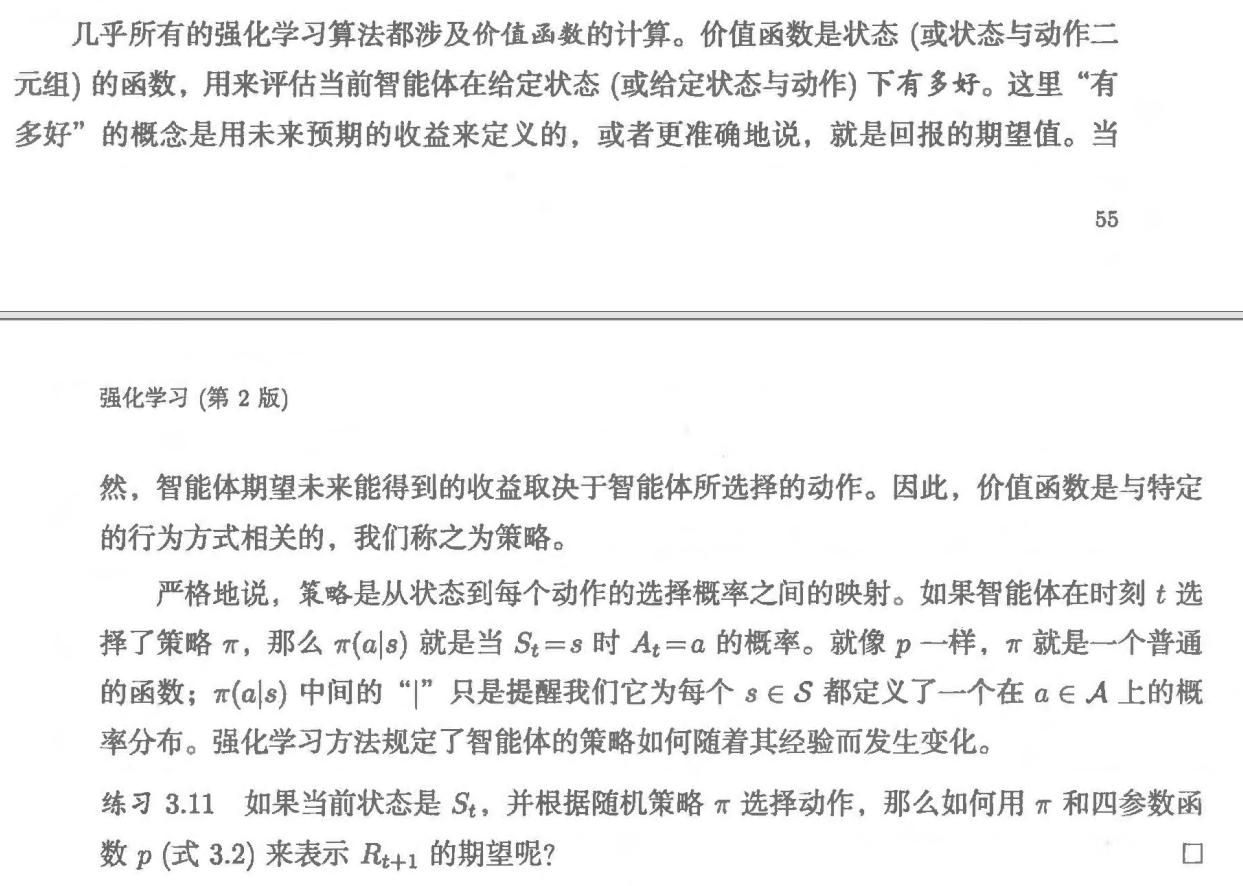 几乎所有的强化学习算法都涉及价值函数的计算。价值函数是状态 (或状态与动作二
元组) 的函数，用来评估当前智能体在给定状态 (或给定状态与动作) 下有多好。这里“有
多好”的概念是用未来预期的收益来定义的，或者更准确地说，就是回报的期望值。当
55
强化学习 (第 2 版)
然，智能体期望未来能得到的收益取决于智能体所选择的动作。因此，价值函数是与特定
的行为方式相关的，我们称之为策略。
严格地说，策略是从状态到每个动作的选择概率之间的映射。如果智能体在时刻 t 选
择了策略 π，那么 π(a|s) 就是当 Sₜ=s 时 Aₜ=a 的概率。就像 p 一样，π 就是一个普通
的函数；π(a|s) 中间的“|”只是提醒我们它为每个 s ∈ 𝒮 都定义了一个在 a ∈ 𝒜 上的概
率分布。强化学习方法规定了智能体的策略如何随着其经验而发生变化。
练习 3.11 如果当前状态是 Sₜ，并根据随机策略 π 选择动作，那么如何用 π 和四参数函
数 p (式 3.2) 来表示 Rₜ₊₁ 的期望呢? □